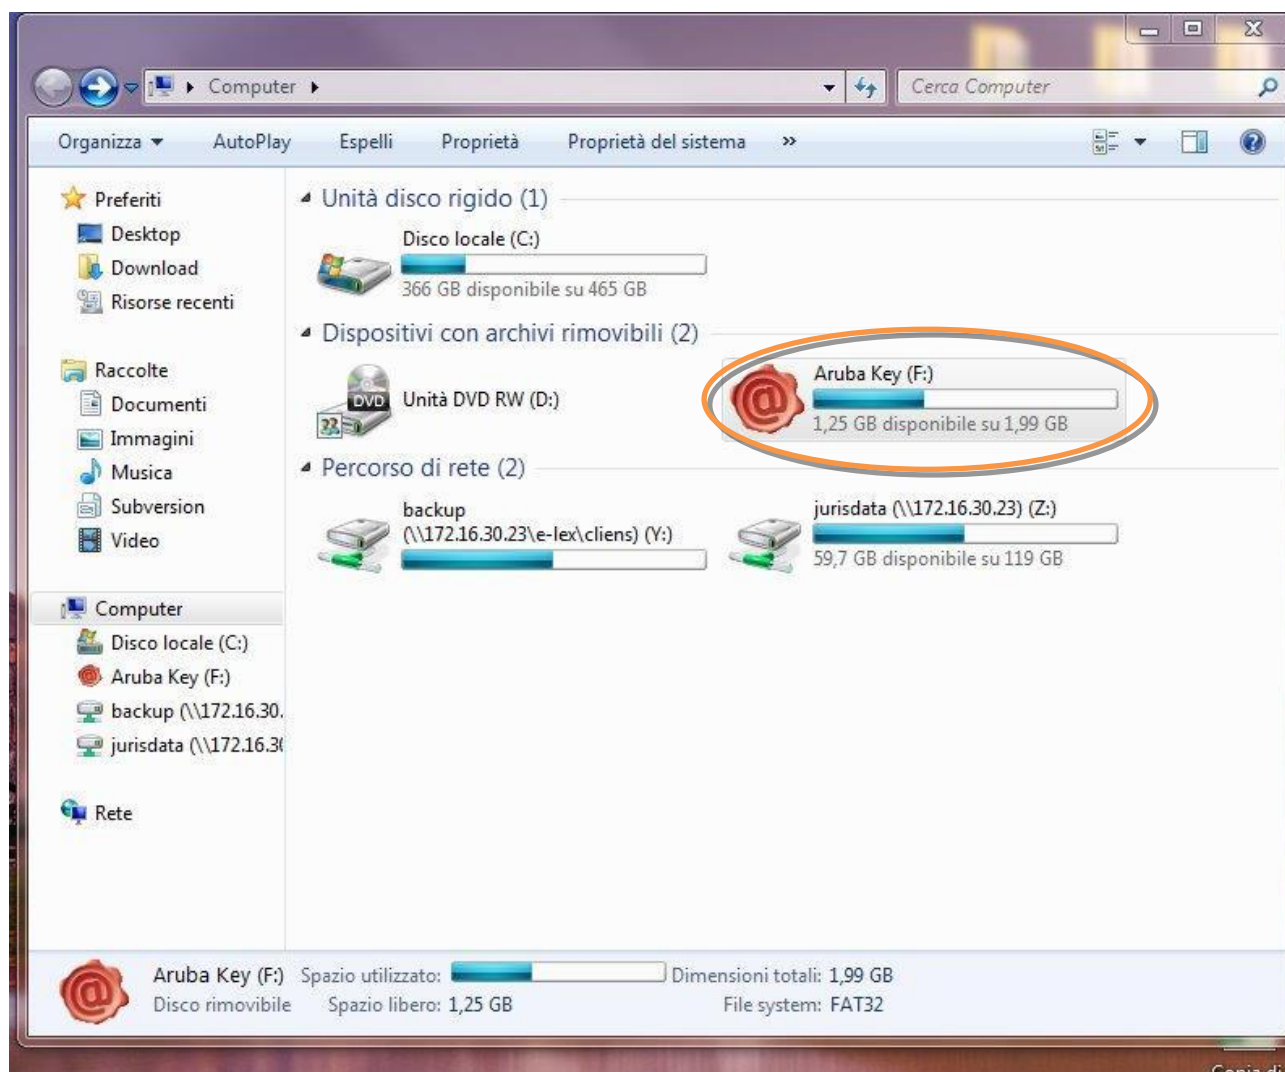 Computer
Cerca Computer
Organizza
AutoPlay
Espelli
Proprietà
Proprietà del sistema
»
Preferiti
Desktop
Download
Risorse recenti
Raccolte
Documenti
Immagini
Musica
Subversion
Video
Computer
Disco locale (C:)
Aruba Key (F:)
backup (\\172.16.30.
jurisdata (\\172.16.3
Rete
Unità disco rigido (1)
Disco locale (C:)
366 GB disponibile su 465 GB
Dispositivi con archivi rimovibili (2)
DVD
Unità DVD RW (D:)
Aruba Key (F:)
1,25 GB disponibile su 1,99 GB
Percorso di rete (2)
backup
(\\172.16.30.23\e-lex\cliens) (Y:)
jurisdata (\\172.16.30.23) (Z:)
59,7 GB disponibile su 119 GB
Aruba Key (F:)
Disco rimovibile
Spazio utilizzato:
Spazio libero: 1,25 GB
Dimensioni totali: 1,99 GB
File system: FAT32